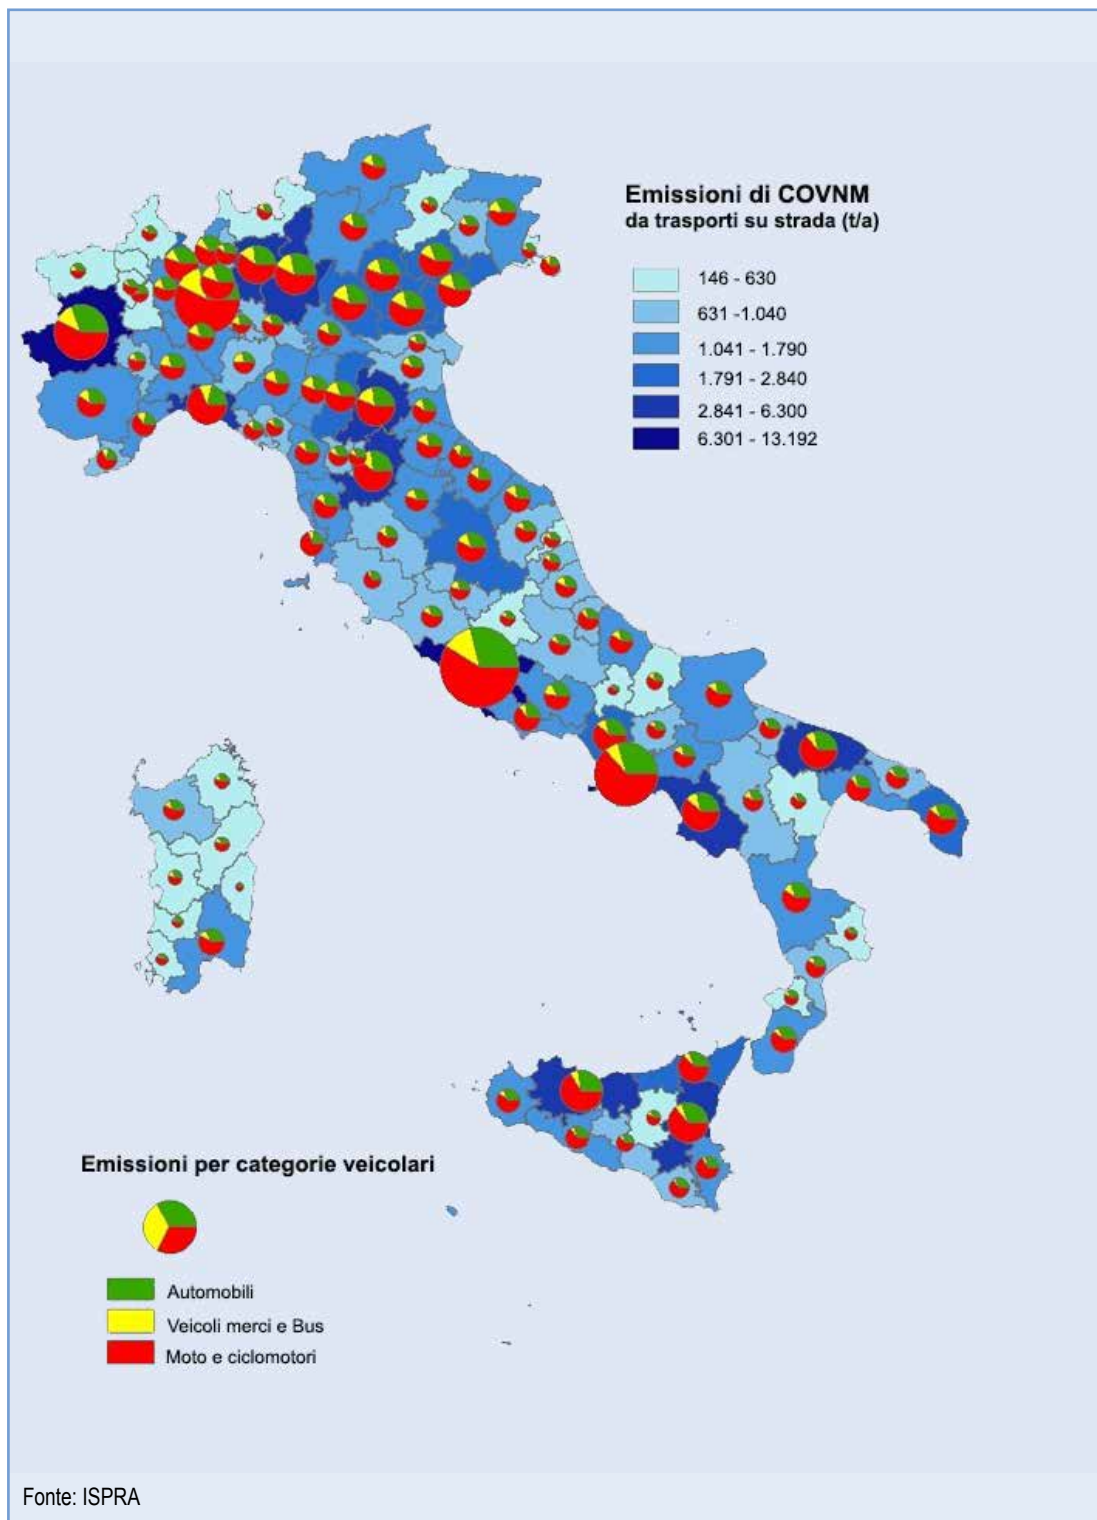 Emissioni di COVNM
da trasporti su strada (t/a)
146 - 630
631 -1.040
1.041 - 1.790
1.791 - 2.840
2.841 - 6.300
6.301 - 13.192
Emissioni per categorie veicolari
Automobili
Veicoli merci e Bus
Moto e ciclomotori
Fonte: ISPRA